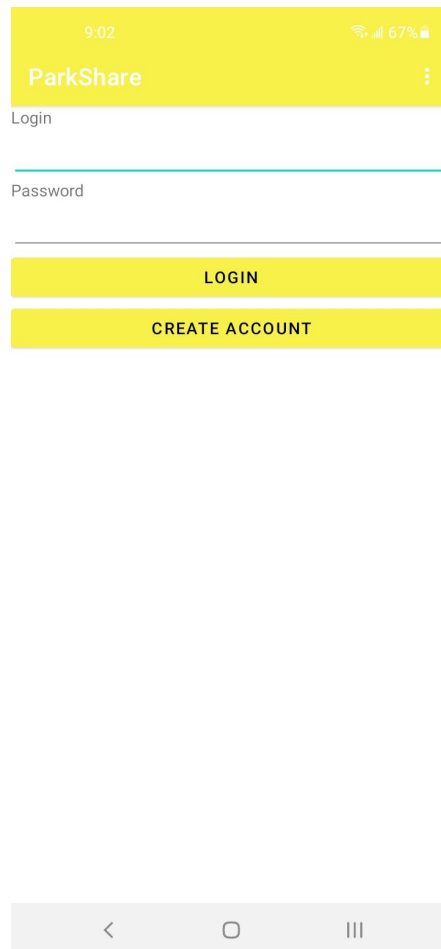 9:02 67%
ParkShare
Login
Password
LOGIN
CREATE ACCOUNT